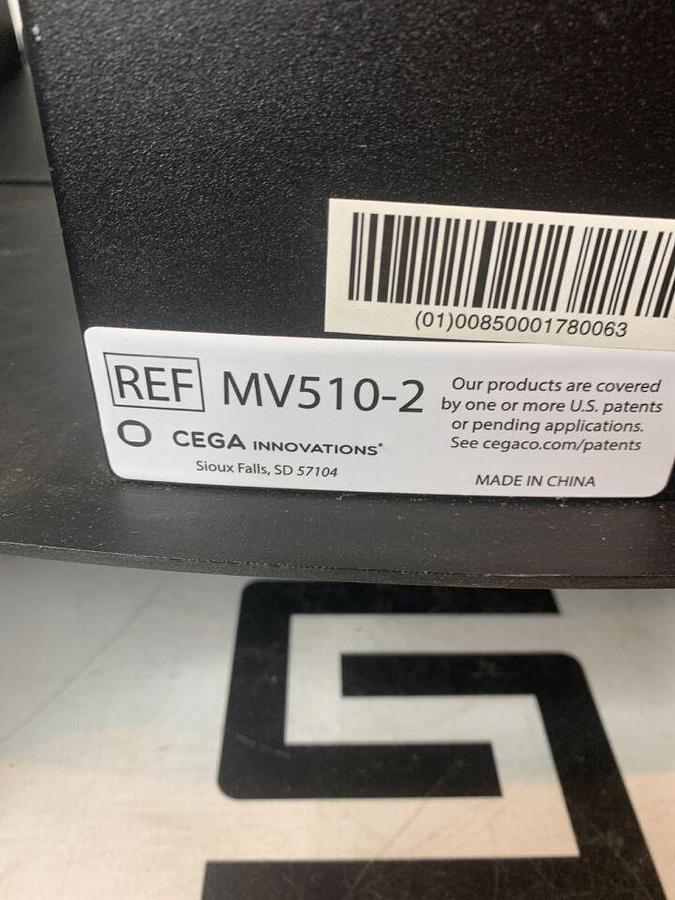 (01)00850001780063
REF MV510-2
CEGA INNOVATIONS®
Sioux Falls, SD 57104
Our products are covered
by one or more U.S. patents
or pending applications.
See cegaco.com/patents
MADE IN CHINA